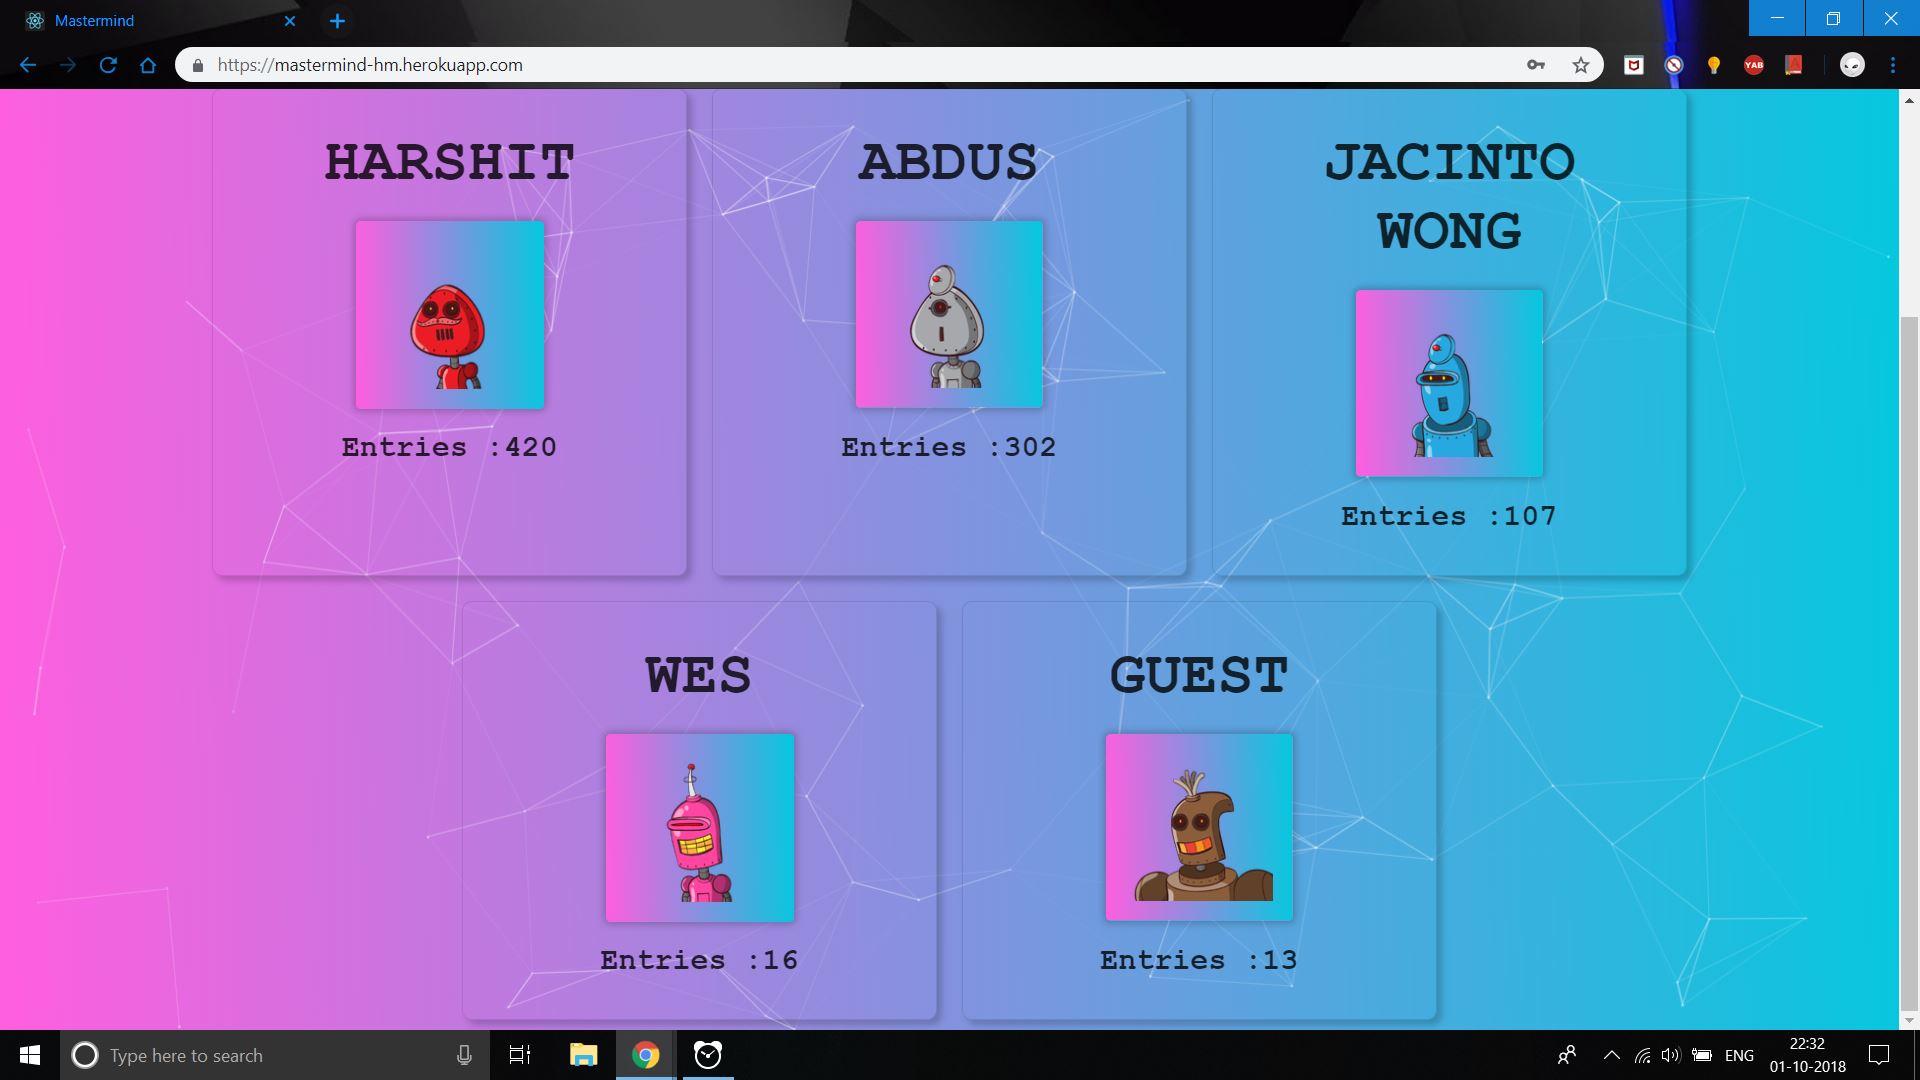 Mastermind
https://mastermind-hm.herokuapp.com
YAB
HARSHIT
ABDUS
JACINTO
WONG
Entries :420
Entries :302
Entries :107
WES
GUEST
Entries :16
Entries :13
Type here to search
ENG
22:32
01-10-2018